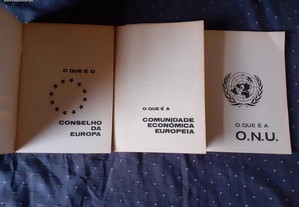 O QUE É O
CONSELHO
DA
EUROPA
O QUE É A
COMUNIDADE
ECONÓMICA
EUROPEIA
O QUE É A
O.N.U.